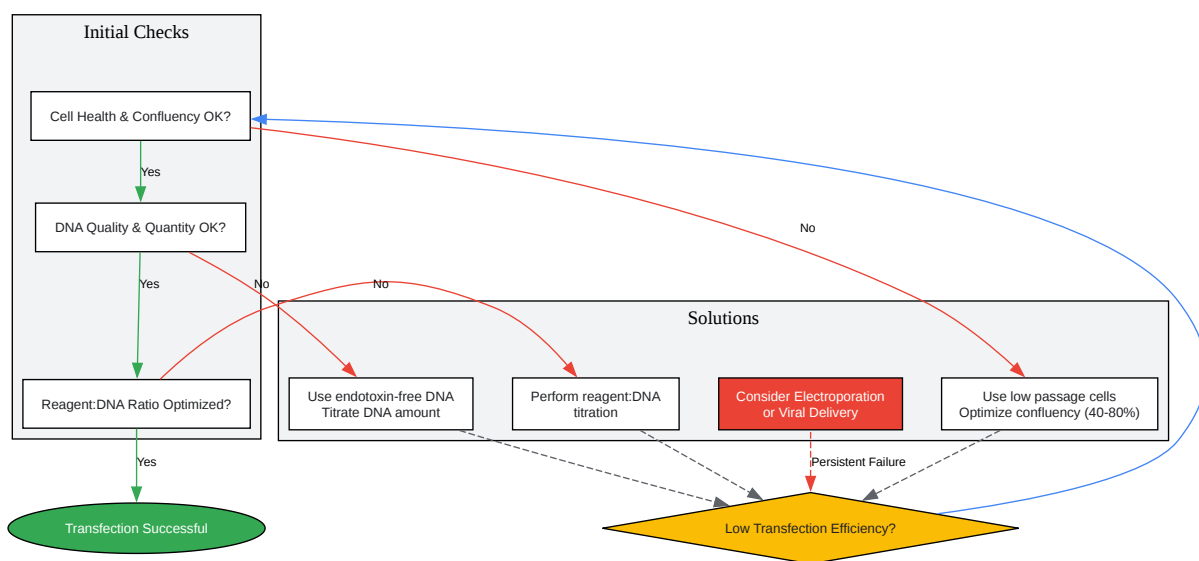 Initial Checks
Cell Health & Confluency OK?
Yes
No
DNA Quality & Quantity OK?
Yes
No
No
Solutions
Reagent:DNA Ratio Optimized?
Use endotoxin-free DNA
Titrate DNA amount
Perform reagent:DNA
titration
Consider Electroporation
or Viral Delivery
Use low passage cells
Optimize confluency (40-80%)
Yes
Persistent Failure
Transfection Successful
Low Transfection Efficiency?